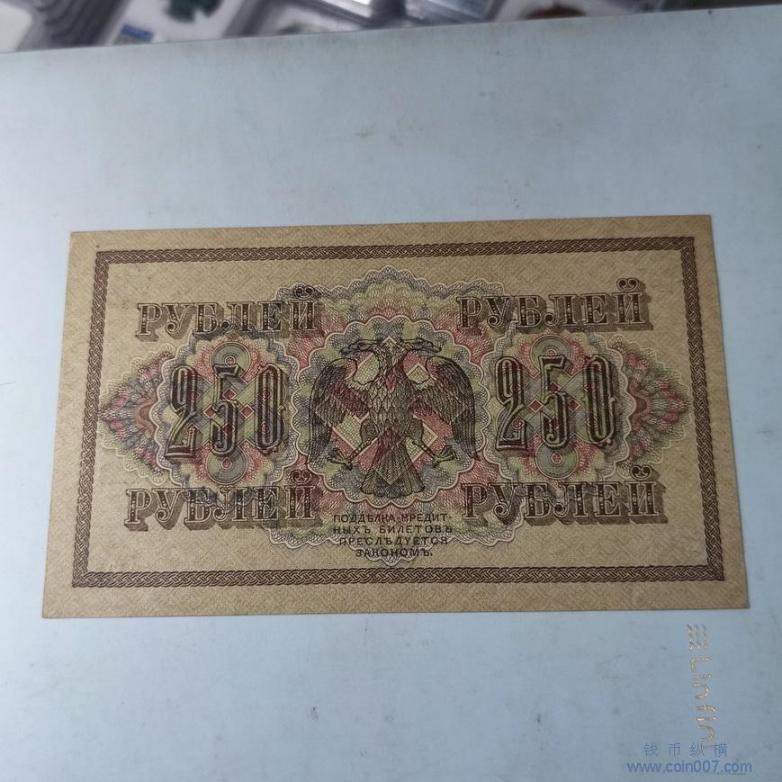 РУБЛЕЙ РУБЛЕЙ
250 250
РУБЛЕЙ РУБЛЕЙ
ПОДДѢЛКА КРЕДИТ-
НЫХЪ БИЛЕТОВЪ
ПРЕСЛѢДУЕТСЯ
ЗАКОНОМЪ.
钱币纵横
www.coin007.com